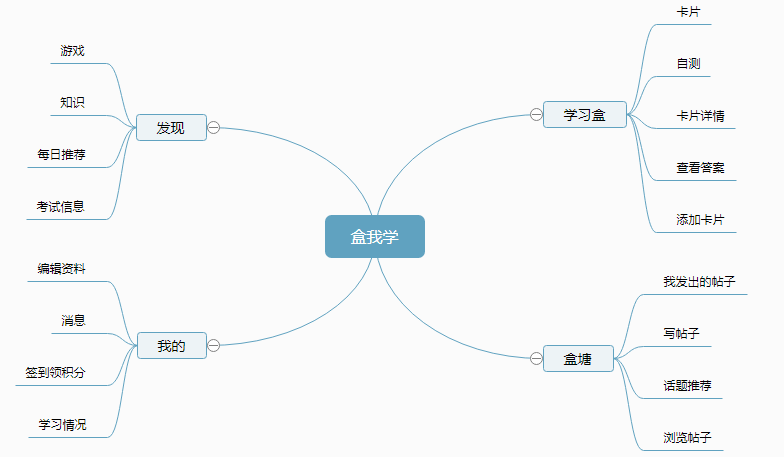 盒我学
学习盒
卡片
自测
卡片详情
查看答案
添加卡片
盒塘
我发出的帖子
写帖子
话题推荐
浏览帖子
发现
游戏
知识
每日推荐
考试信息
我的
编辑资料
消息
签到领积分
学习情况